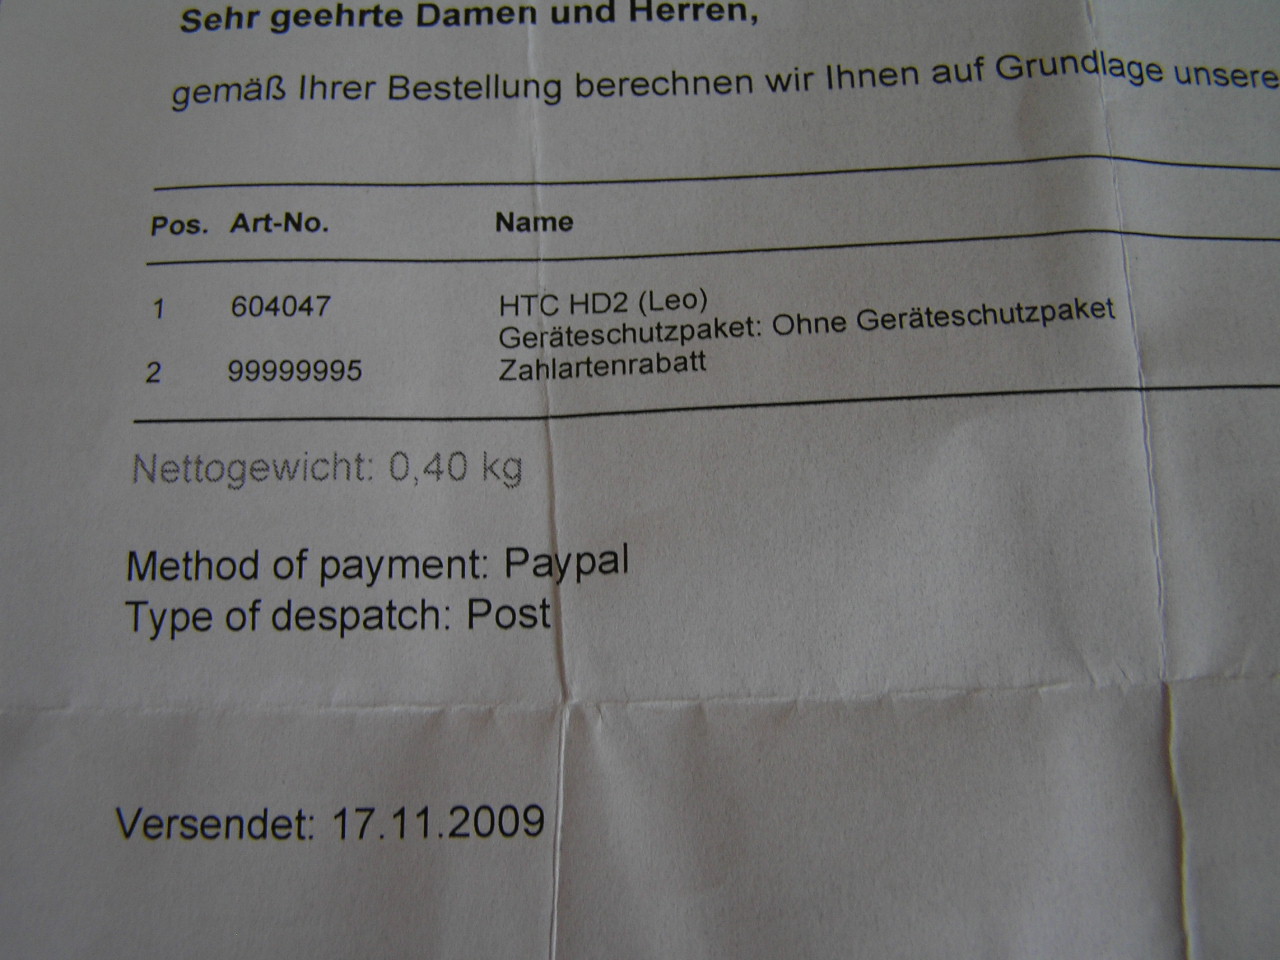 Sehr geehrte Damen und Herren,
gemäß Ihrer Bestellung berechnen wir Ihnen auf Grundlage unsere
Pos. Art-No. Name
1 604047 HTC HD2 (Leo)
Geräteschutzpaket: Ohne Geräteschutzpaket
2 99999995 Zahlartenrabatt
Nettogewicht: 0,40 kg
Method of payment: Paypal
Type of despatch: Post
Versendet: 17.11.2009